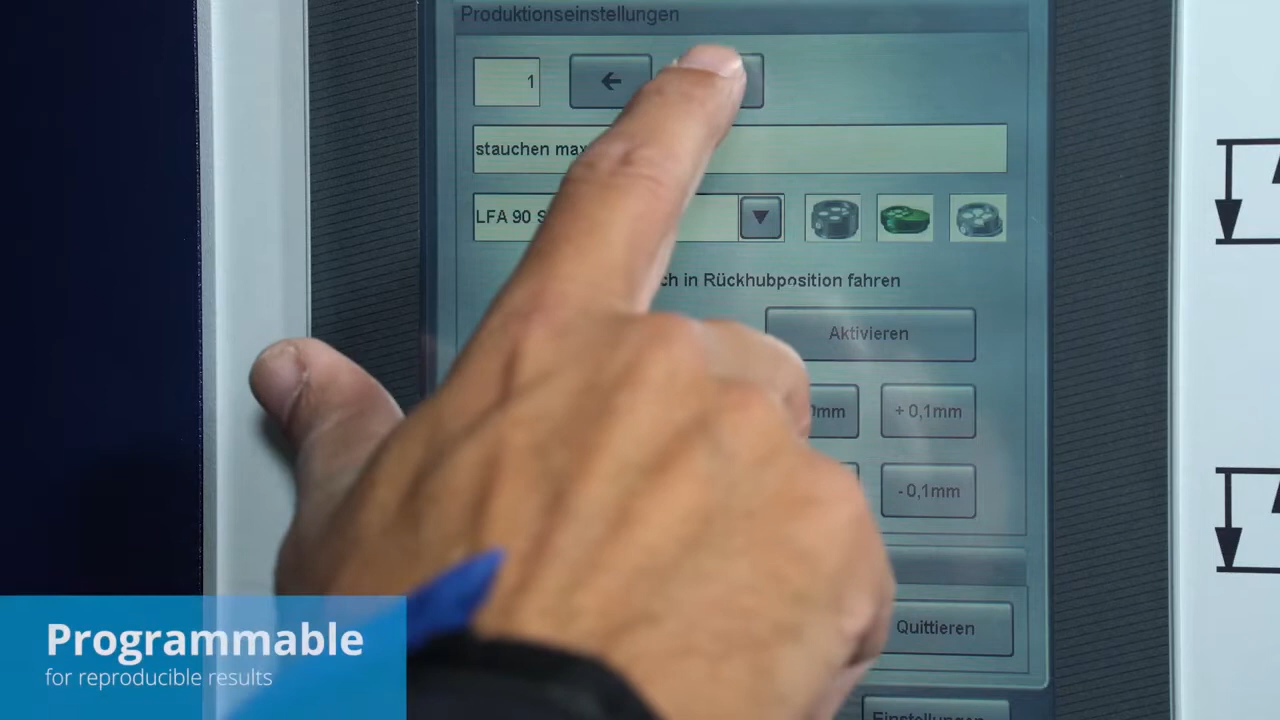 Produktionseinstellungen
1
stauchen max
LFA 90 S
ch in Rückhubposition fahren
Aktivieren
0mm
+ 0,1mm
- 0,1mm
Quittieren
Einstellungen
Programmable
for reproducible results